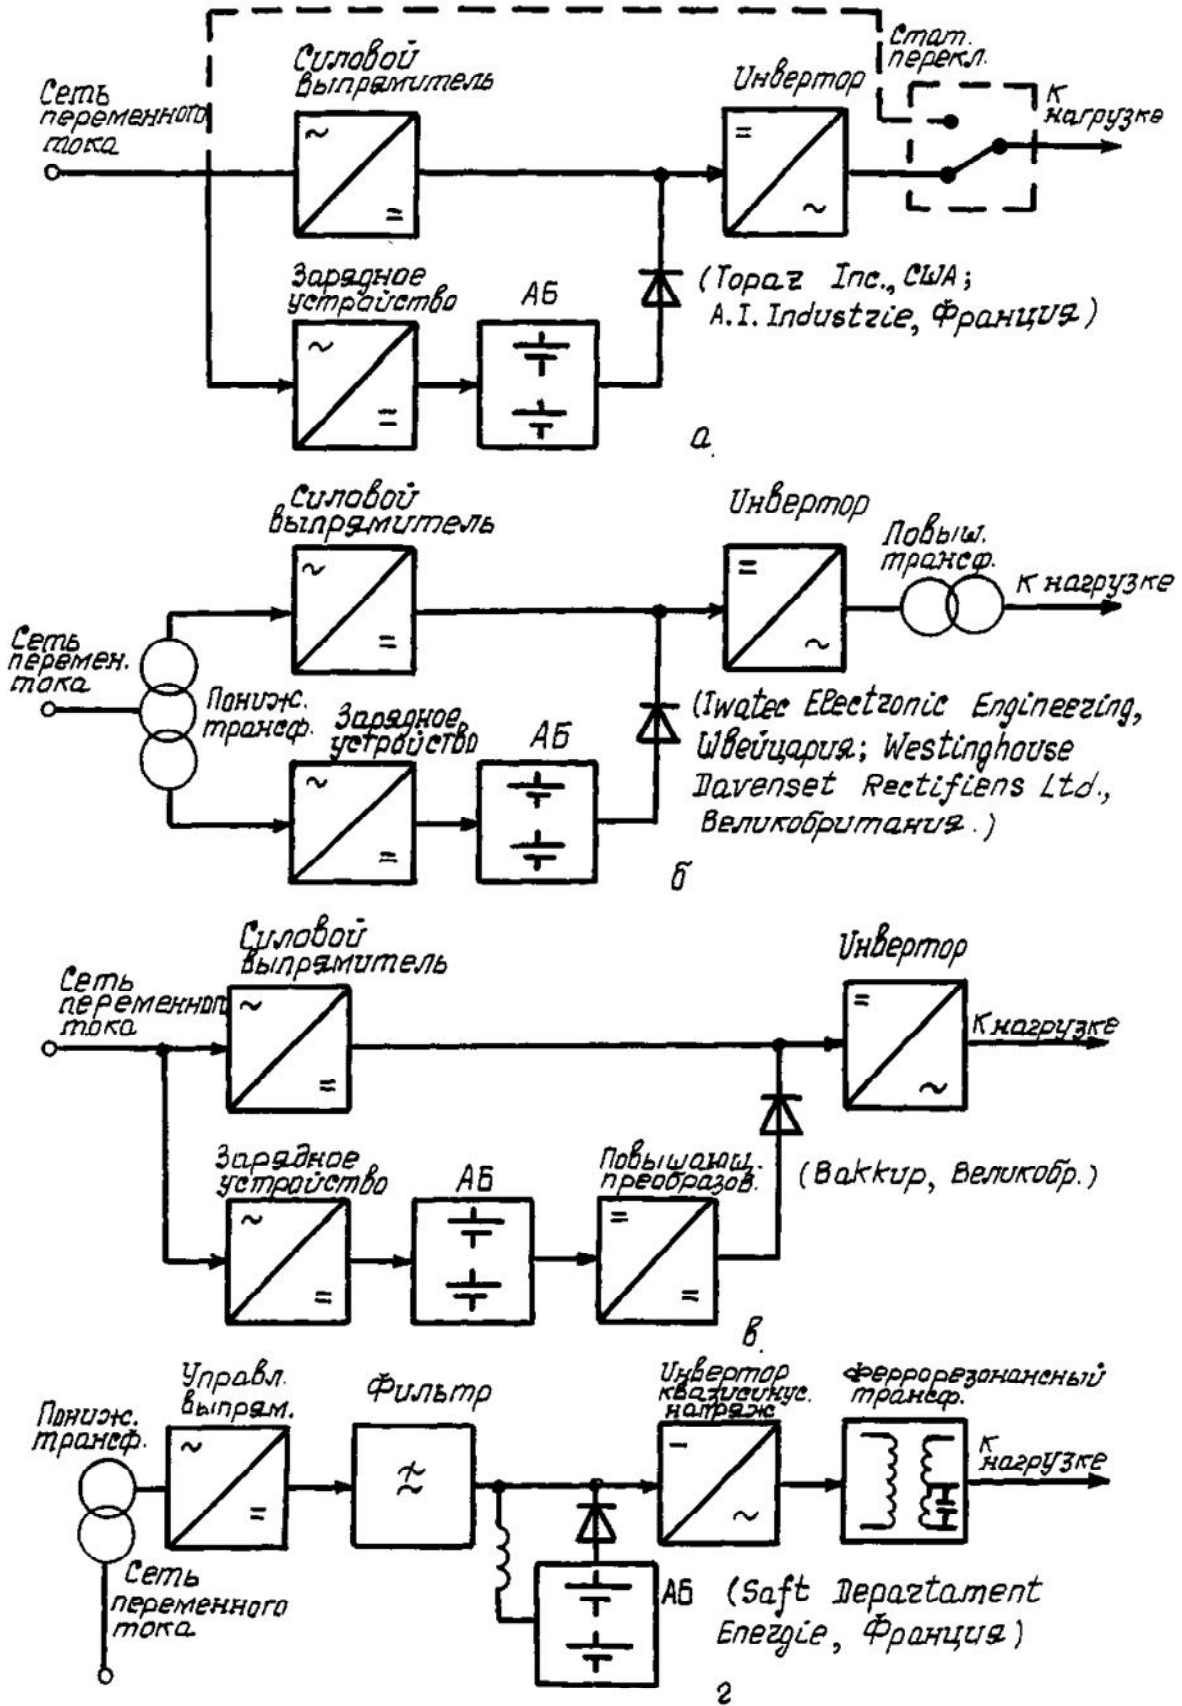 Стат.
перекл.
Силовой
выпрямитель
Инвертор
К
нагрузке
Сеть
переменного
тока
~
=
=
~
Зарядное
устройство
АБ
~
=
(Topaz Inc., США;
A.I. Industrie, Франция)
а.
Силовой
выпрямитель
Инвертор
Повыш.
трансф.
К нагрузке
~
=
=
~
Сеть
перемен.
тока
Пониж.
трансф.
Зарядное
устройство
АБ
~
=
(Iwatec Electronic Engineering,
Швейцария; Westinghouse
Davenset Rectifiens Ltd.,
Великобритания.)
б
Силовой
выпрямитель
Инвертор
Сеть
переменного
тока
~
=
=
~
К нагрузке
Зарядное
устройство
АБ
Повышающ.
преобразов.
~
=
=
=
(Bakkup, Великобр.)
в.
Управл.
выпрям.
Фильтр
Инвертор
квазисинус.
напряж
Феррорезонансный
трансф.
Пониж.
трансф.
К
нагрузке
~
=
~
Сеть
переменного
тока
АБ
(Saft Departament
Energie, Франция)
г